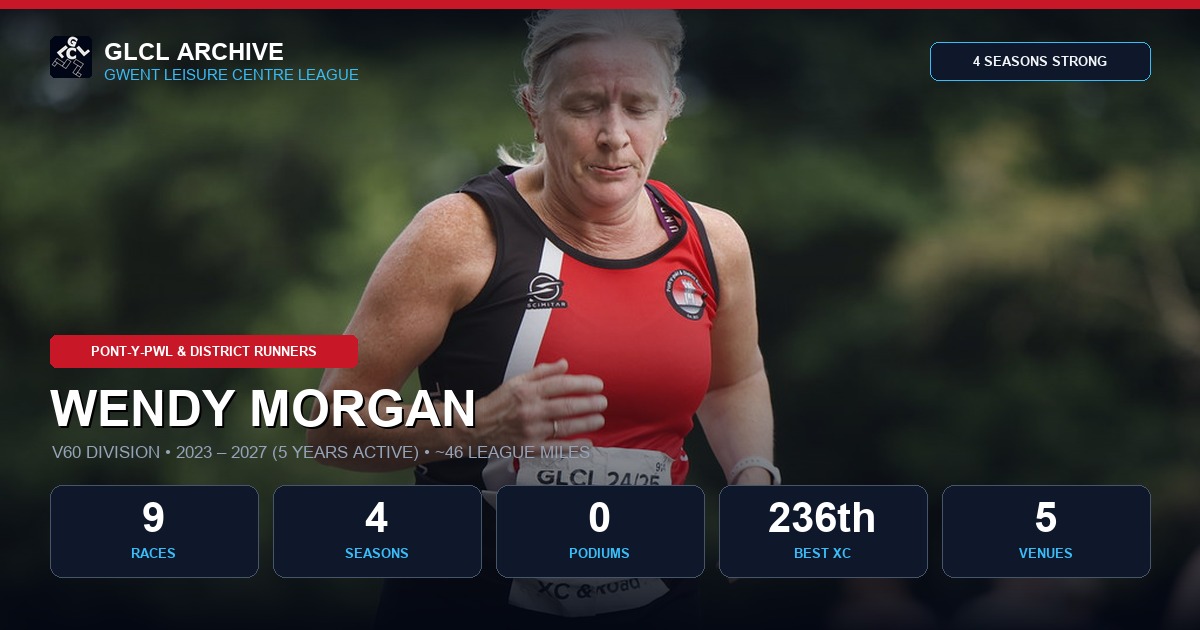 GLCL ARCHIVE
GWENT LEISURE CENTRE LEAGUE
4 SEASONS STRONG
SCIMITAR
PONT-Y-PWL & DISTRICT RUNNERS
WENDY MORGAN
V60 DIVISION • 2023 – 2027 (5 YEARS ACTIVE) • ~46 LEAGUE MILES
GLCL 24/25
9
RACES
4
SEASONS
0
PODIUMS
236th
BEST XC
5
VENUES
XC & Road